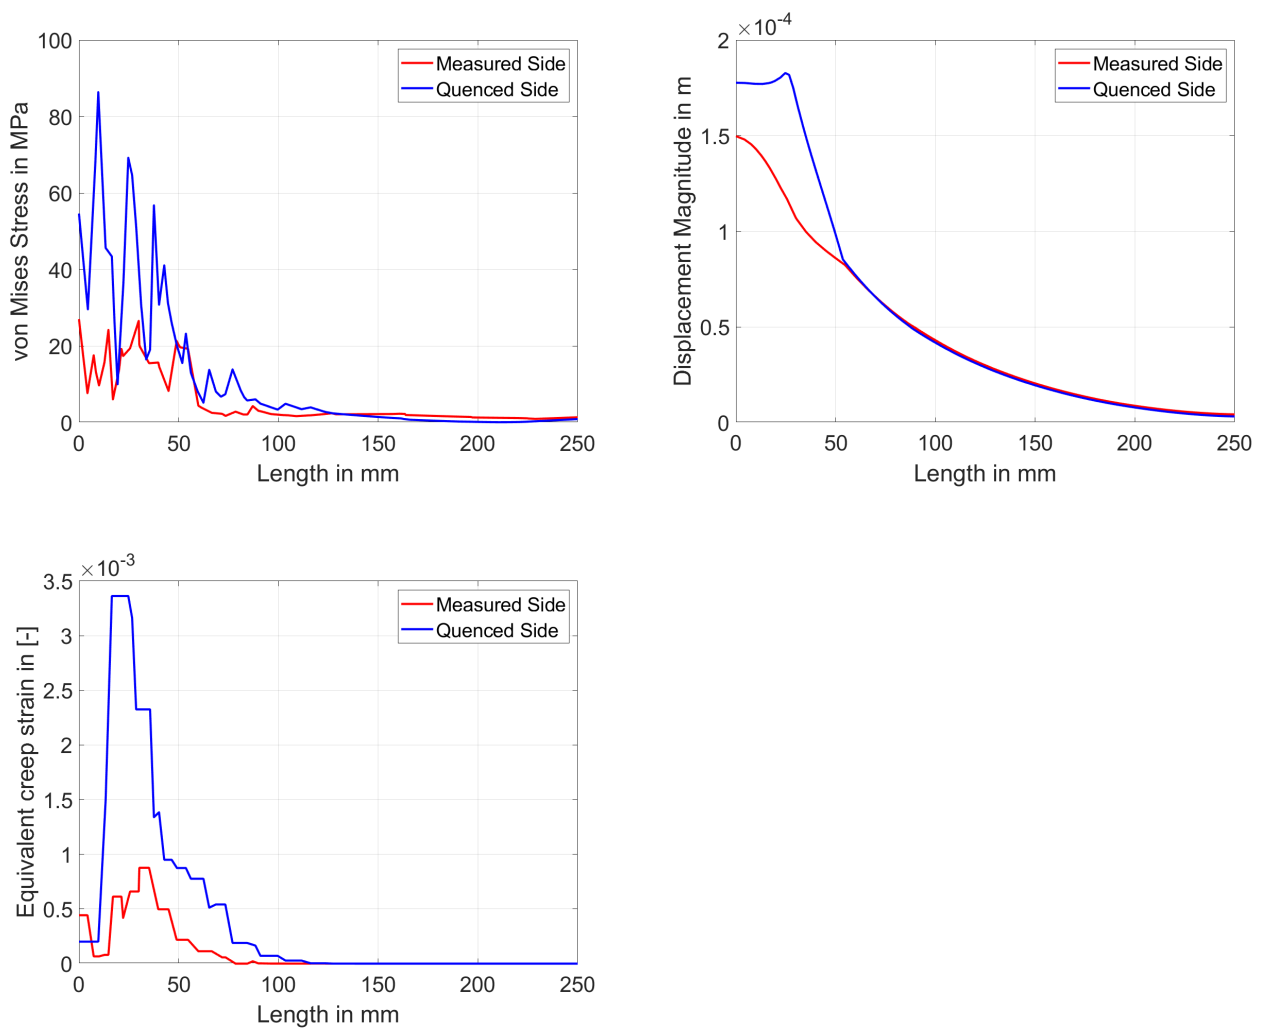 von Mises Stress in MPa
100
80
60
40
20
0
0 50 100 150 200 250
Length in mm
Measured Side
Quenced Side
×10-4
Displacement Magnitude in m
2
1.5
1
0.5
0
0 50 100 150 200 250
Length in mm
Measured Side
Quenced Side
×10-3
Equivalent creep strain in [-]
3.5
3
2.5
2
1.5
1
0.5
0
0 50 100 150 200 250
Length in mm
Measured Side
Quenced Side